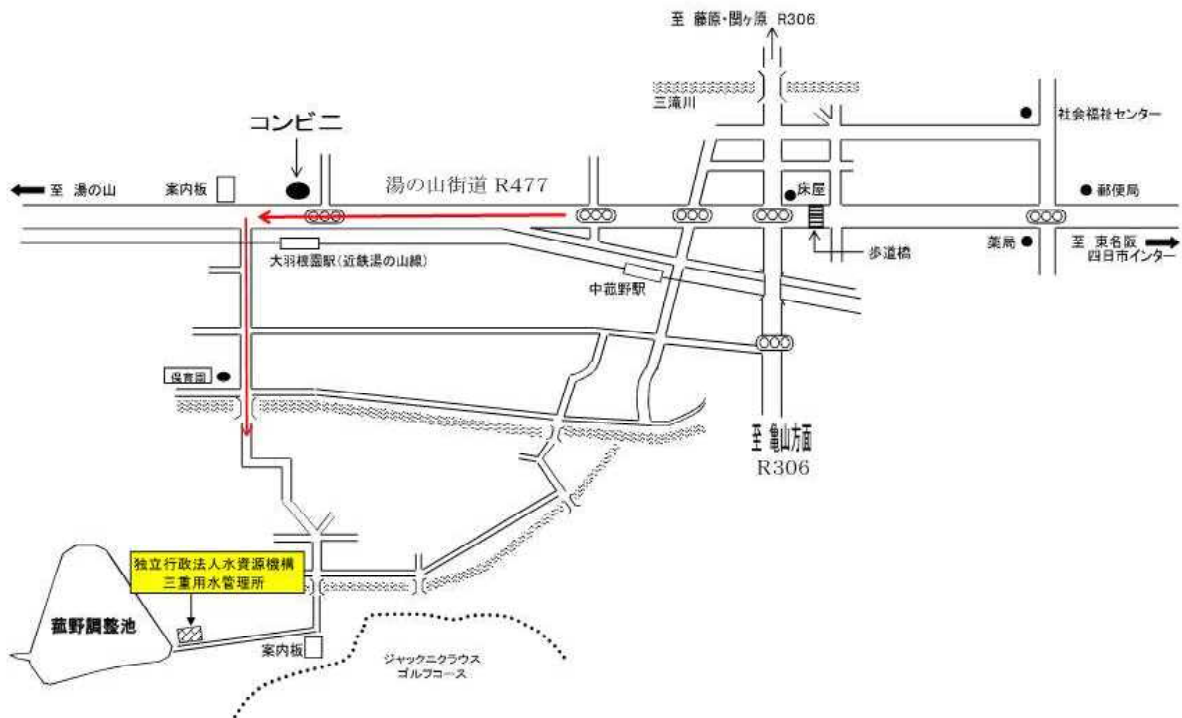 至 藤原・関ヶ原 R306
三滝川
社会福祉センター
コンビニ
至 湯の山
案内板
湯の山街道 R477
床屋
郵便局
薬局
至 東名阪
四日市インター
歩道橋
大羽根園駅(近鉄湯の山線)
中菰野駅
保育園
至 亀山方面
R306
独立行政法人水資源機構
三重用水管理所
菰野調整池
案内板
ジャックニクラウス
ゴルフコース